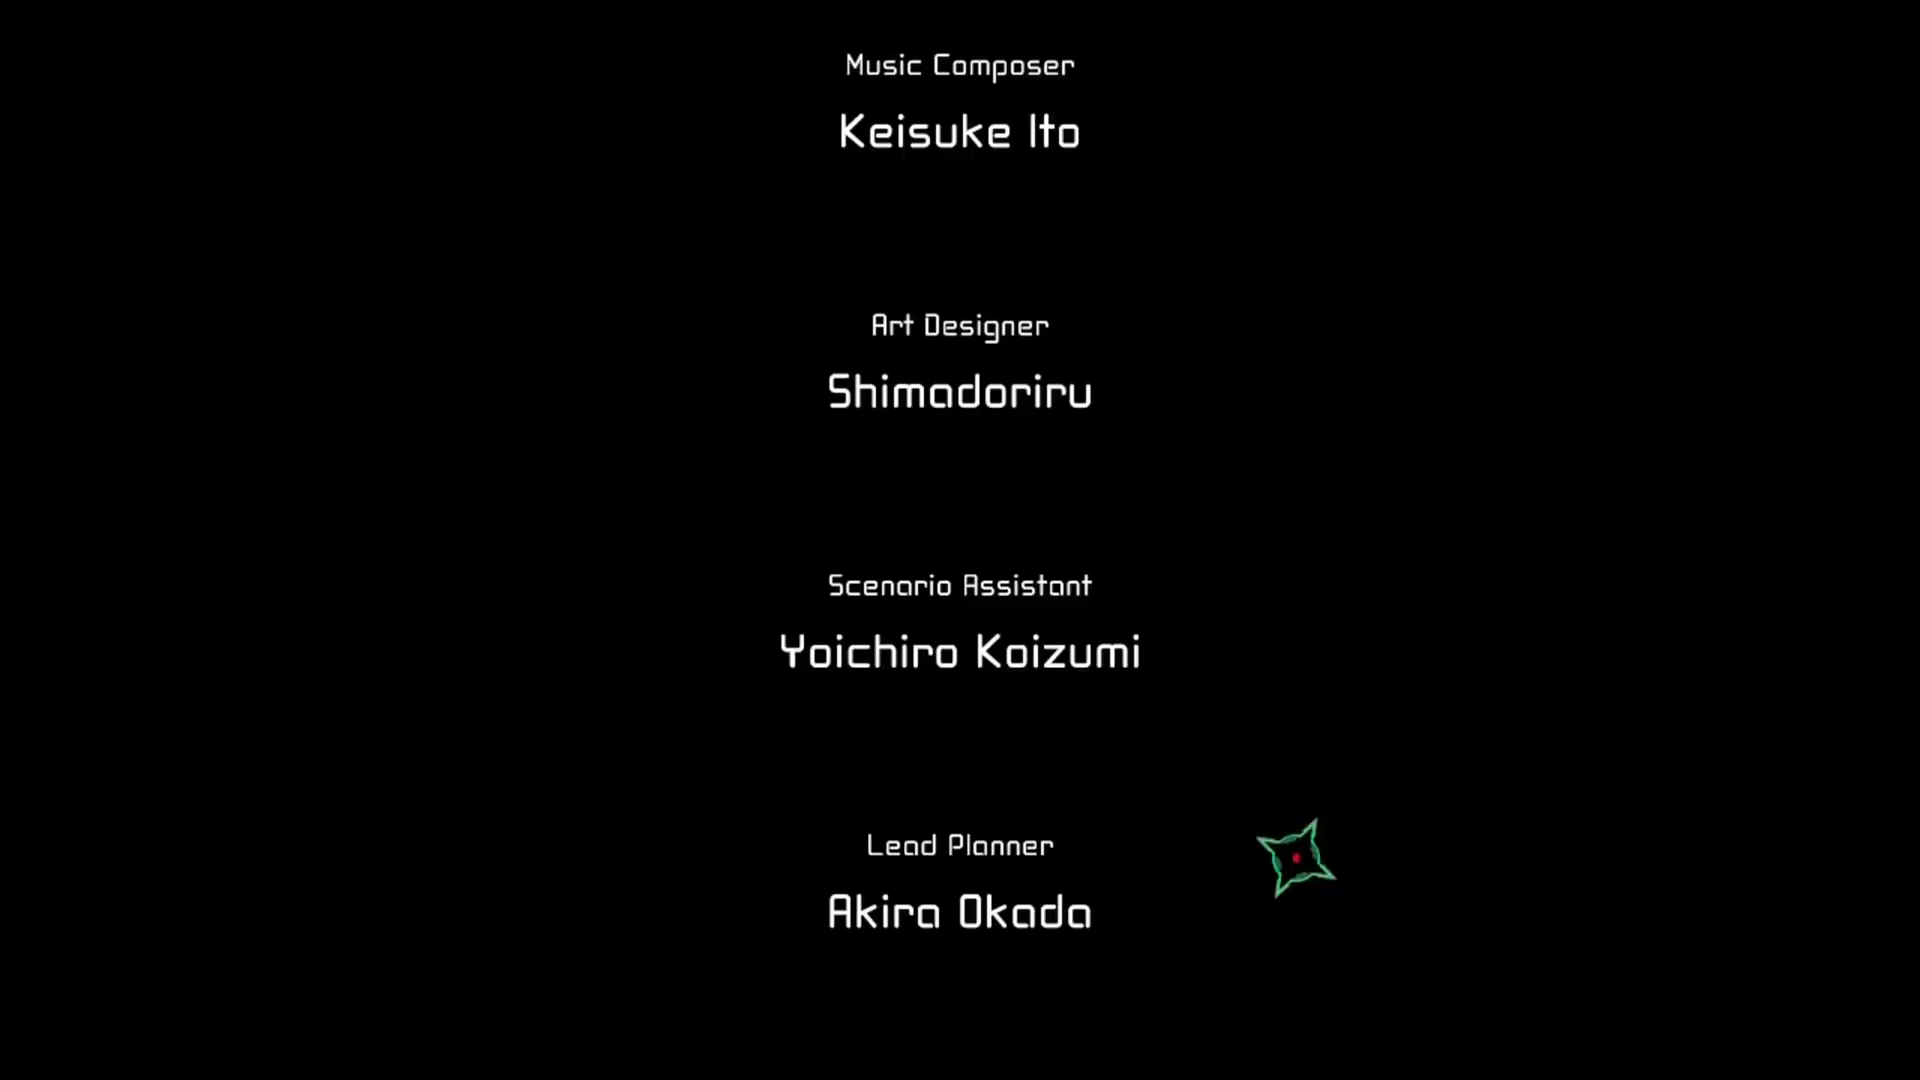 Music Composer
Keisuke Ito
Art Designer
Shimadoriru
Scenario Assistant
Yoichiro Koizumi
Lead Planner
Akira Okada